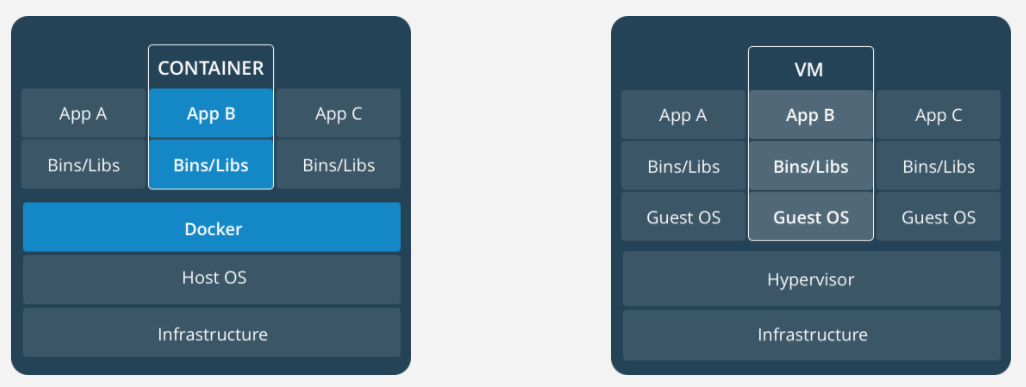 CONTAINER
App A App B App C
Bins/Libs Bins/Libs Bins/Libs
Docker
Host OS
Infrastructure
VM
App A App B App C
Bins/Libs Bins/Libs Bins/Libs
Guest OS Guest OS Guest OS
Hypervisor
Infrastructure